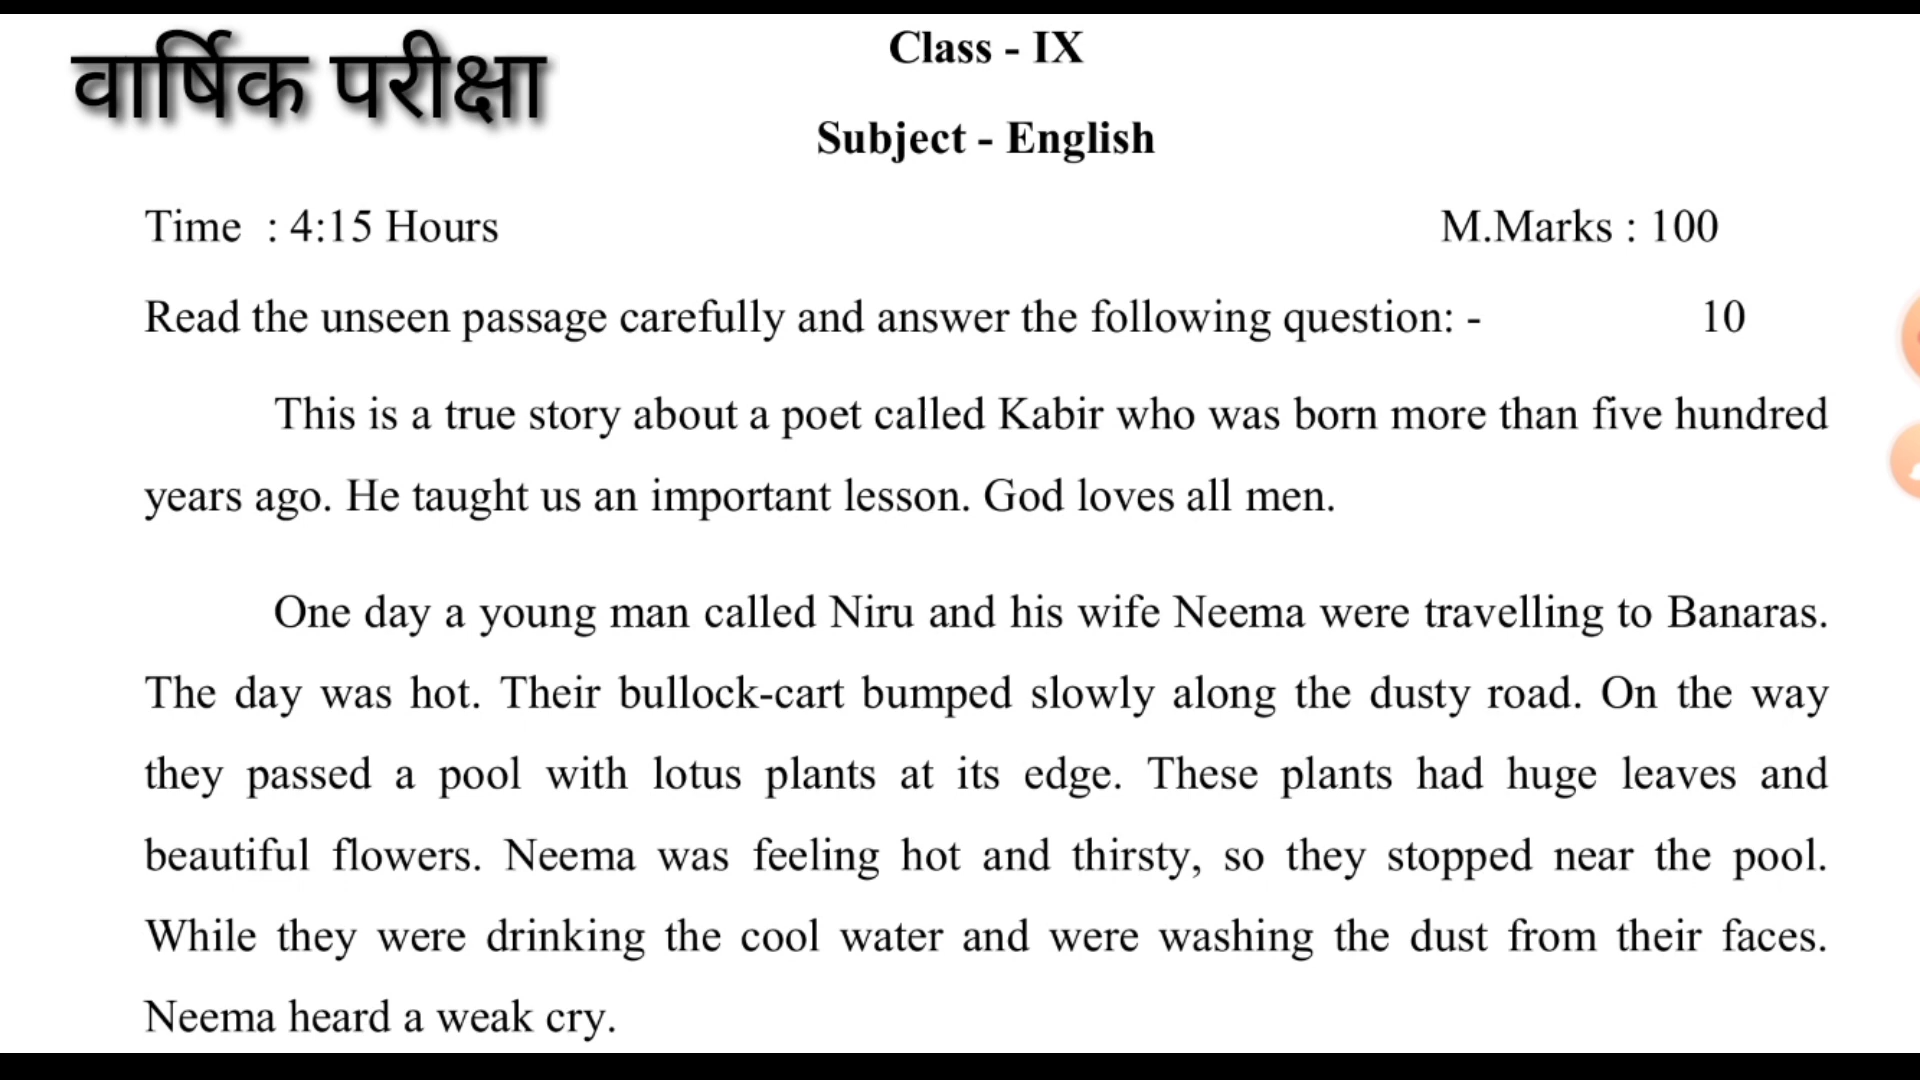 वार्षिक परीक्षा
Class - IX
Subject - English
Time : 4:15 Hours M.Marks : 100
Read the unseen passage carefully and answer the following question: - 10
This is a true story about a poet called Kabir who was born more than five hundred
years ago. He taught us an important lesson. God loves all men.
One day a young man called Niru and his wife Neema were travelling to Banaras.
The day was hot. Their bullock-cart bumped slowly along the dusty road. On the way
they passed a pool with lotus plants at its edge. These plants had huge leaves and
beautiful flowers. Neema was feeling hot and thirsty, so they stopped near the pool.
While they were drinking the cool water and were washing the dust from their faces.
Neema heard a weak cry.